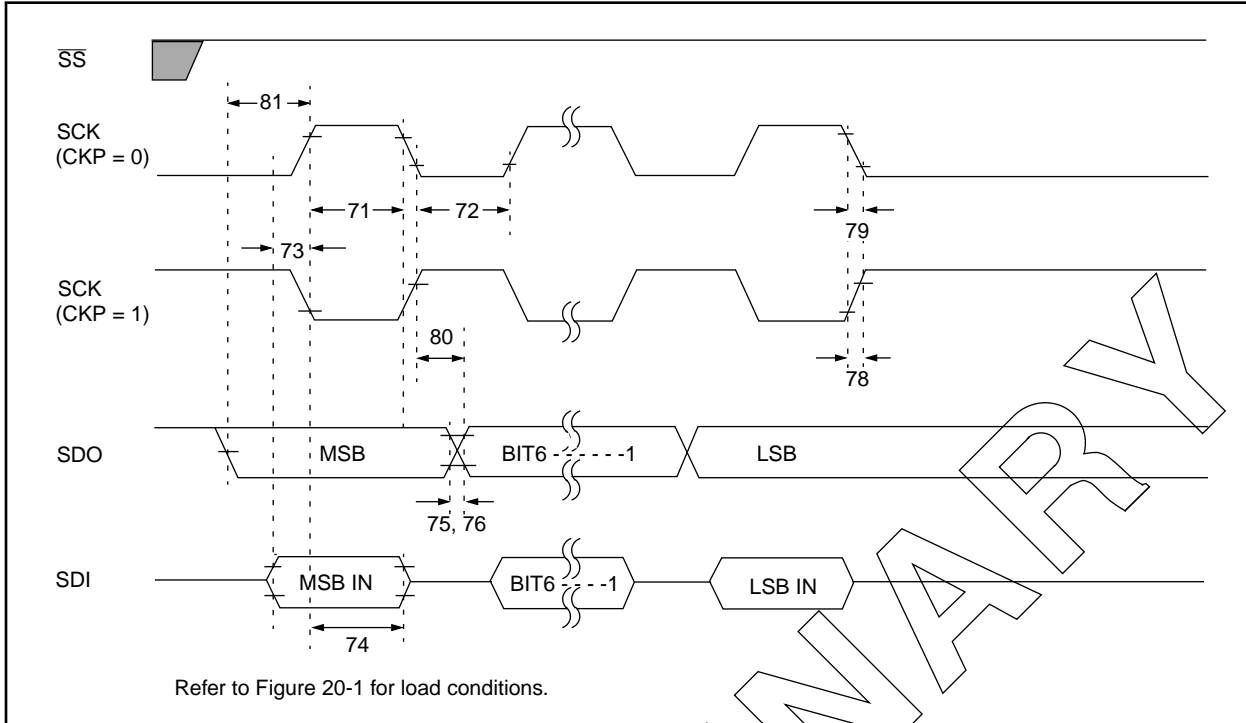 SS
81
SCK
(CKP = 0)
71
72
79
73
SCK
(CKP = 1)
80
78
SDO
MSB
BIT6 - - - - - -1
LSB
75, 76
SDI
MSB IN
BIT6 - - - - -1
LSB IN
74
Refer to Figure 20-1 for load conditions.
NARY